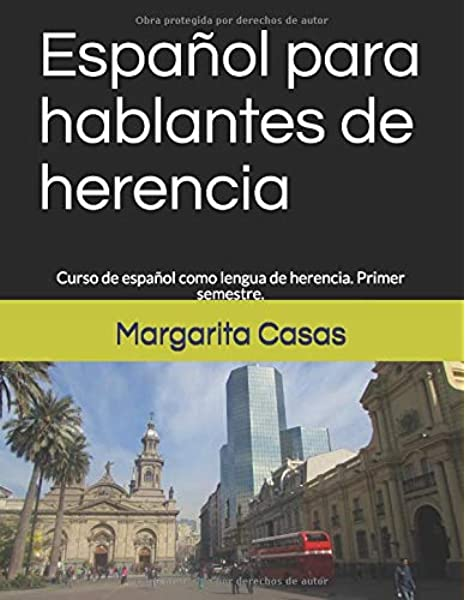 Obra protegida por derechos de autor
Español para
hablantes de
herencia
Curso de español como lengua de herencia. Primer
semestre.
Margarita Casas
Obra protegida por derechos de autor